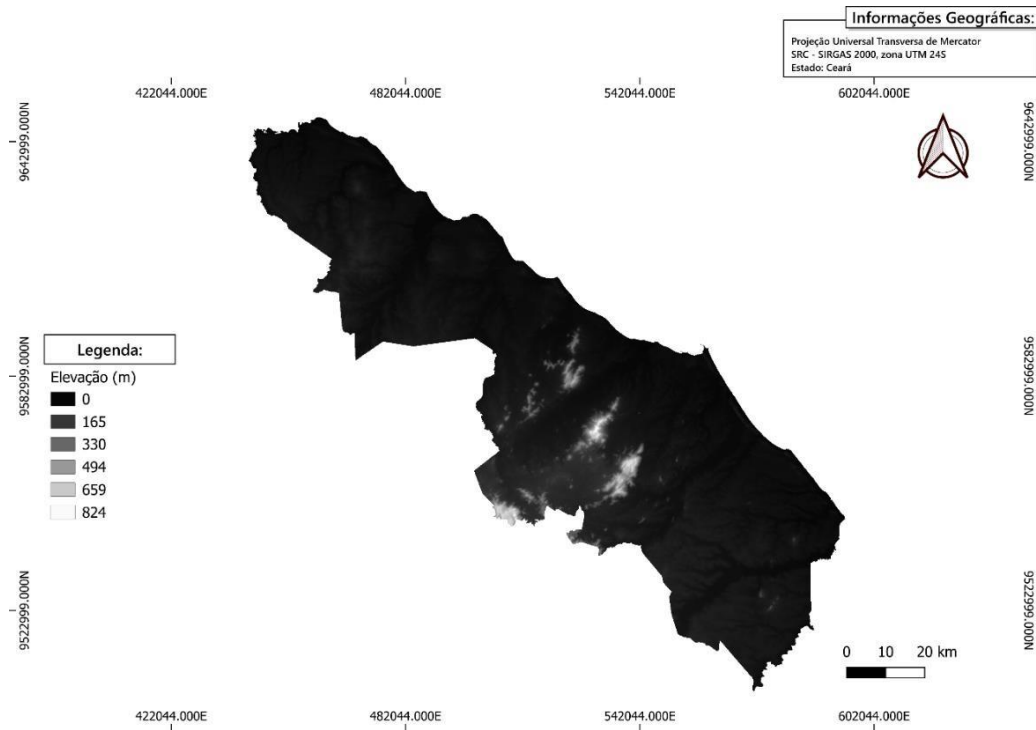 Informações Geográficas:
Projeção Universal Transversa de Mercator
SRC - SIRGAS 2000, zona UTM 24S
Estado: Ceará
422044.000E
482044.000E
542044.000E
602044.000E
9642999.000N
9642999.000N
9582999.000N
9582999.000N
Legenda:
Elevação (m)
0
165
330
494
659
824
9522999.000N
9522999.000N
0 10 20 km
422044.000E
482044.000E
542044.000E
602044.000E